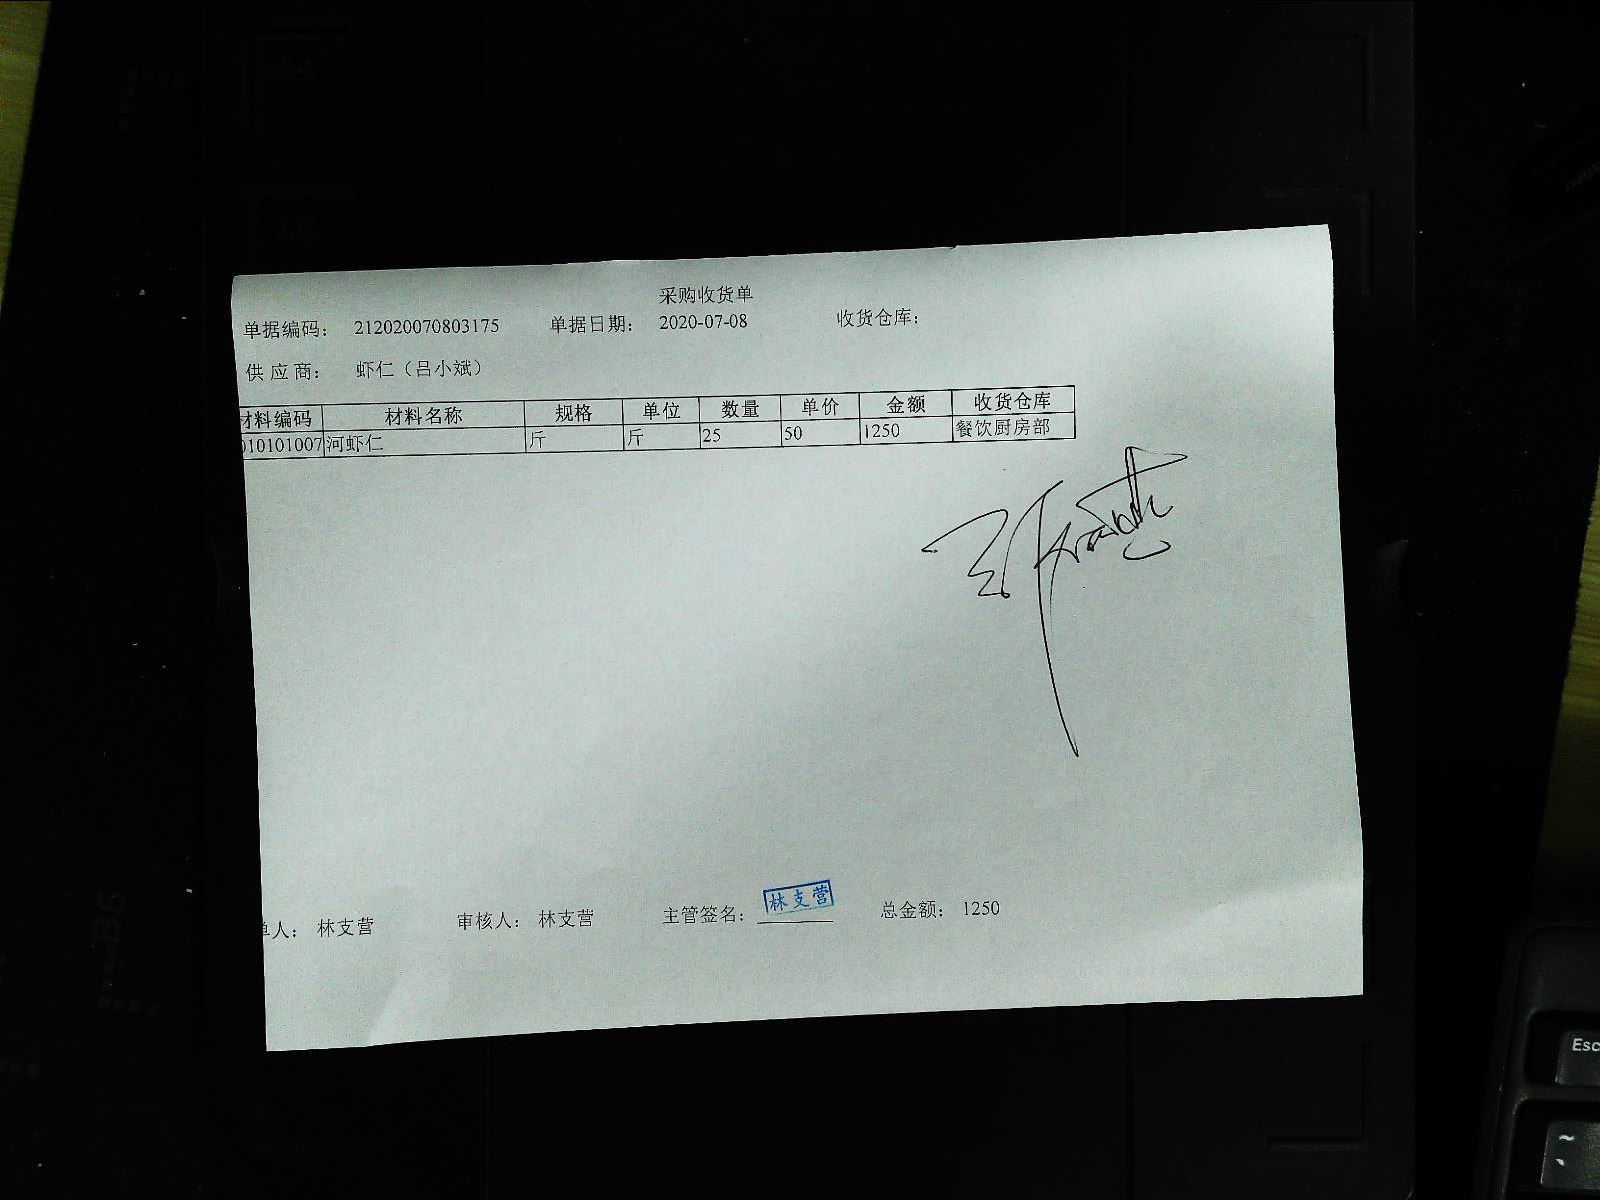 采购收货单
单据编码： 212020070803175 单据日期： 2020-07-08 收货仓库：
供应商： 虾仁（吕小斌）
材料编码 材料名称 规格 单位 数量 单价 金额 收货仓库
010101007 河虾仁 斤 斤 25 50 1250 餐饮厨房部
单人： 林支营 审核人： 林支营 主管签名： 林支营 总金额： 1250
Esc
~